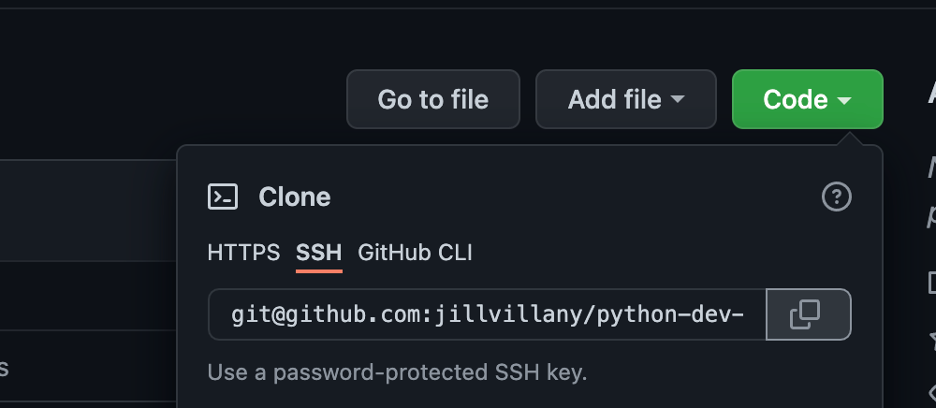 Go to file Add file Code
Clone
HTTPS SSH GitHub CLI
git@github.com:jillvillany/python-dev-
Use a password-protected SSH key.
s